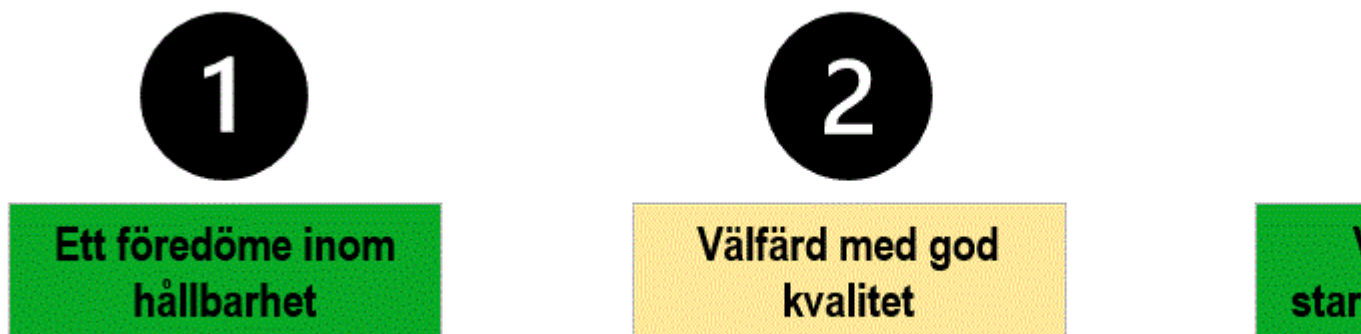 1
2
Ett föredöme inom
hållbarhet
Välfärd med god
kvalitet